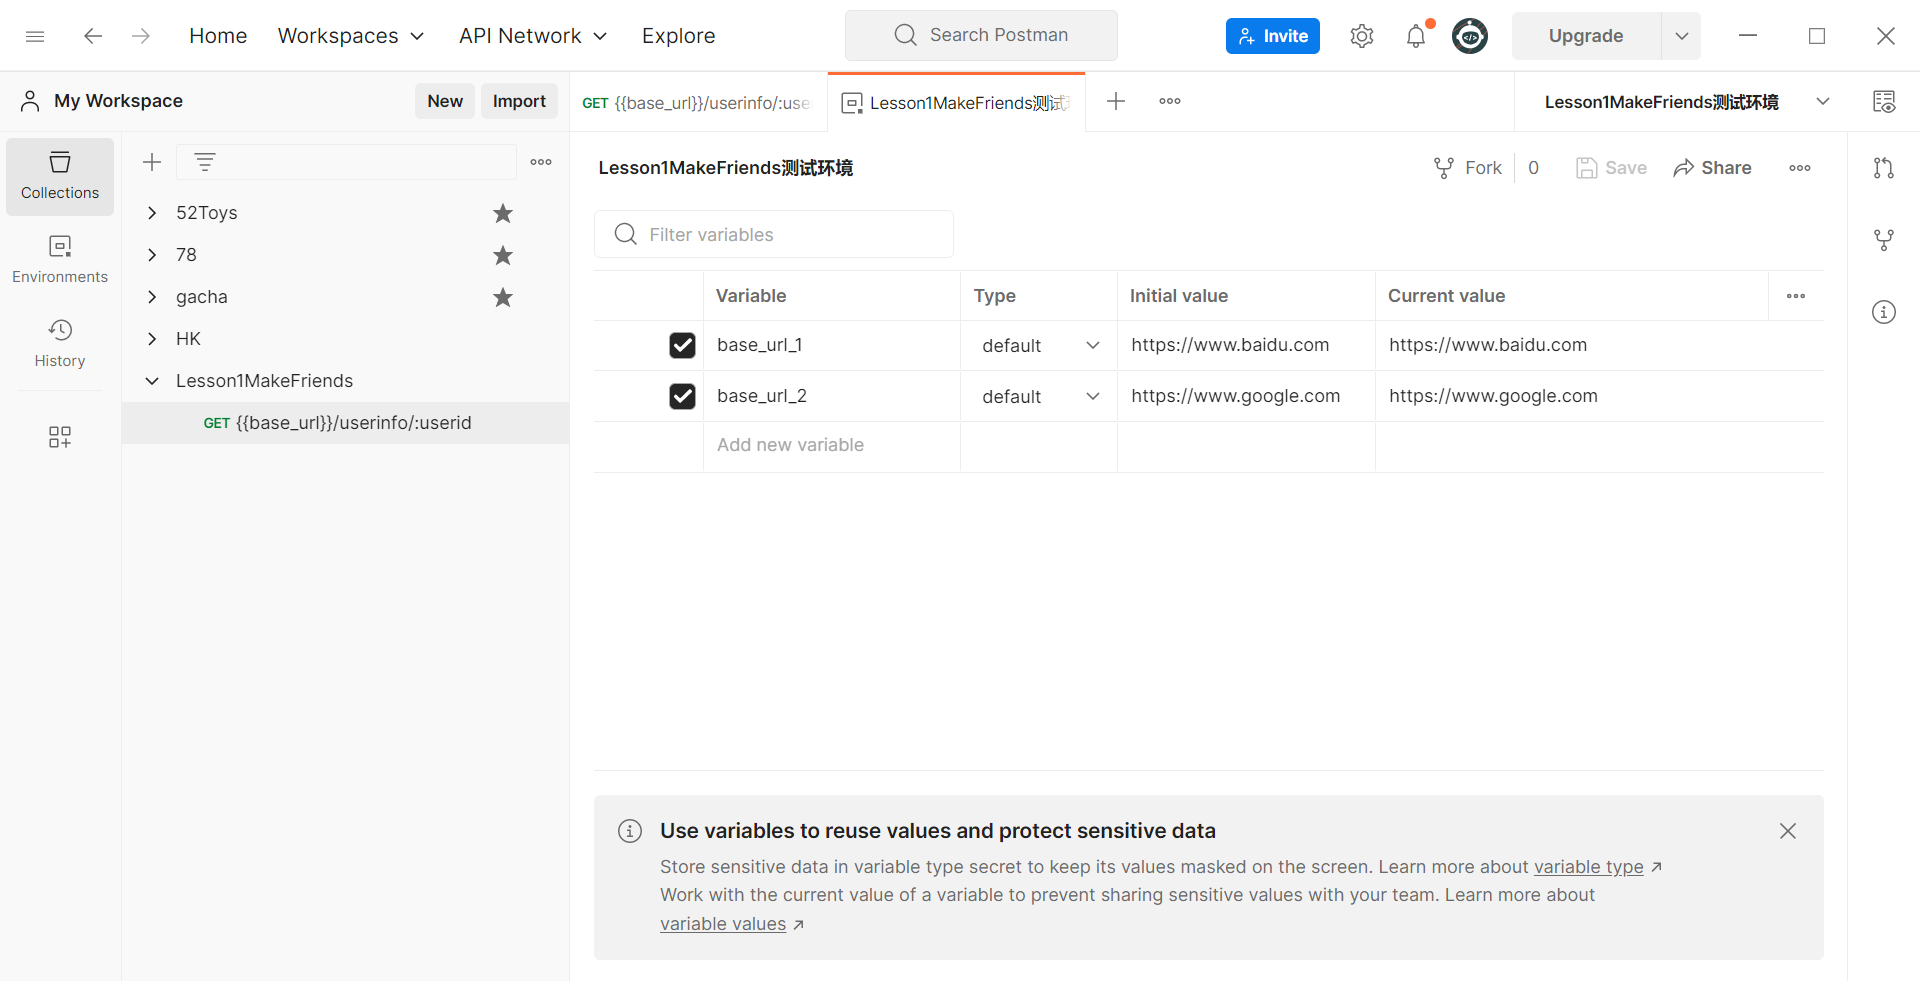 Home Workspaces API Network Explore Search Postman Invite Upgrade
My Workspace New Import GET {{base_url}}/userinfo/:use Lesson1MakeFriends测试环 Lesson1MakeFriends测试环境
Collections
Environments
History
52Toys
78
gacha
HK
Lesson1MakeFriends
GET {{base_url}}/userinfo/:userid
Lesson1MakeFriends测试环境 Fork 0 Save Share
Filter variables
Variable Type Initial value Current value
base_url_1 default https://www.baidu.com https://www.baidu.com
base_url_2 default https://www.google.com https://www.google.com
Add new variable
Use variables to reuse values and protect sensitive data
Store sensitive data in variable type secret to keep its values masked on the screen. Learn more about variable type ↗
Work with the current value of a variable to prevent sharing sensitive values with your team. Learn more about
variable values ↗